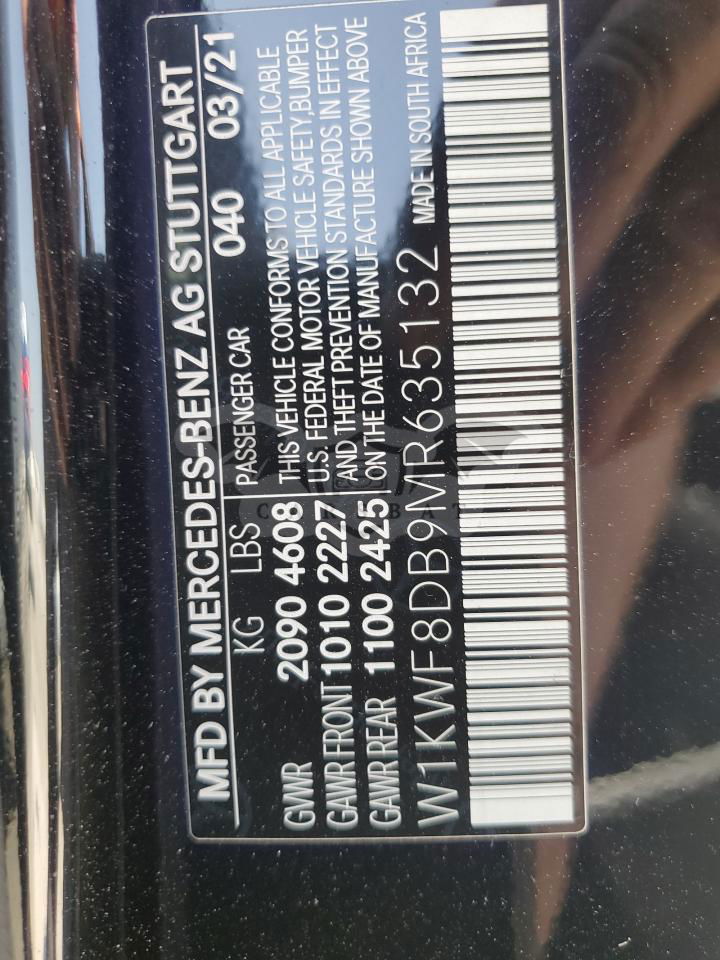 MFD BY MERCEDES-BENZ AG STUTTGART
040 03/21
KG LBS PASSENGER CAR
GWR 2090 4608 THIS VEHICLE CONFORMS TO ALL APPLICABLE
GAWR FRONT 1010 2227 U.S. FEDERAL MOTOR VEHICLE SAFETY,BUMPER
AND THEFT PREVENTION STANDARDS IN EFFECT
GAWR REAR 1100 2425 ON THE DATE OF MANUFACTURE SHOWN ABOVE
W1KWF8DB9MR635132 MADE IN SOUTH AFRICA